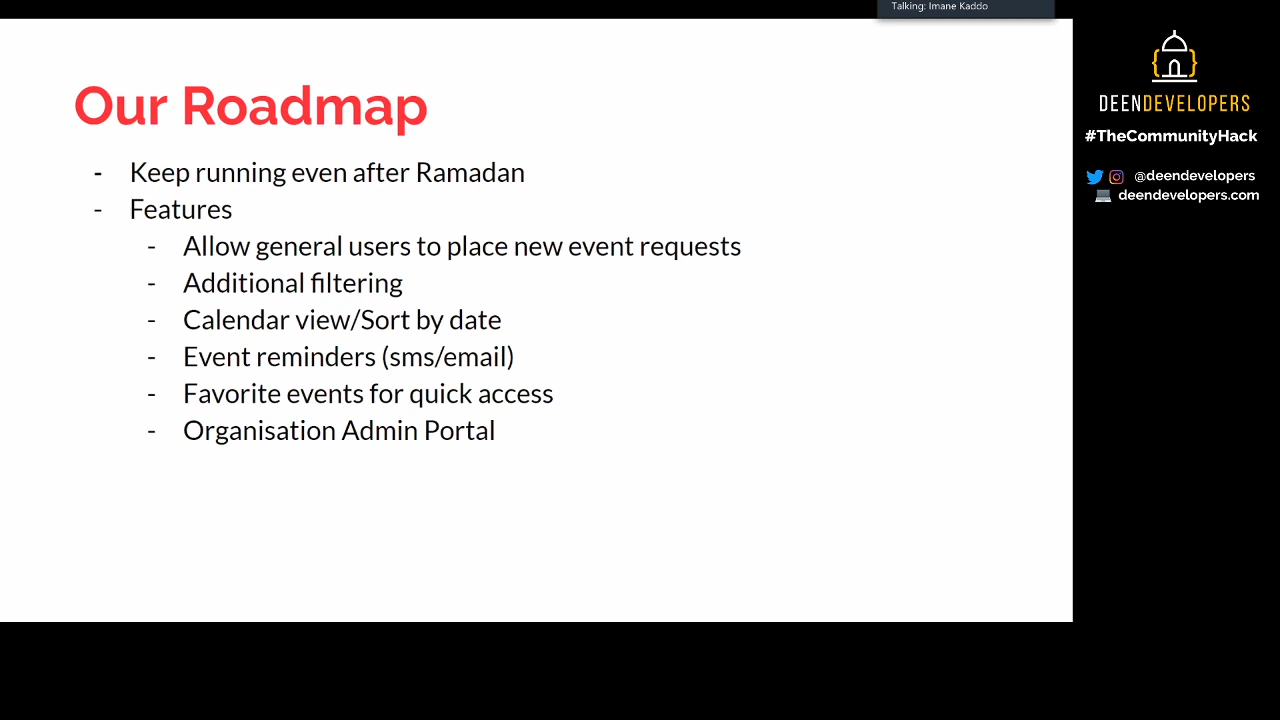 Talking: Imane Kaddo
Our Roadmap
- Keep running even after Ramadan
- Features
- Allow general users to place new event requests
- Additional filtering
- Calendar view/Sort by date
- Event reminders (sms/email)
- Favorite events for quick access
- Organisation Admin Portal
DEENDEVELOPERS
#TheCommunityHack
@deendevelopers
deendevelopers.com